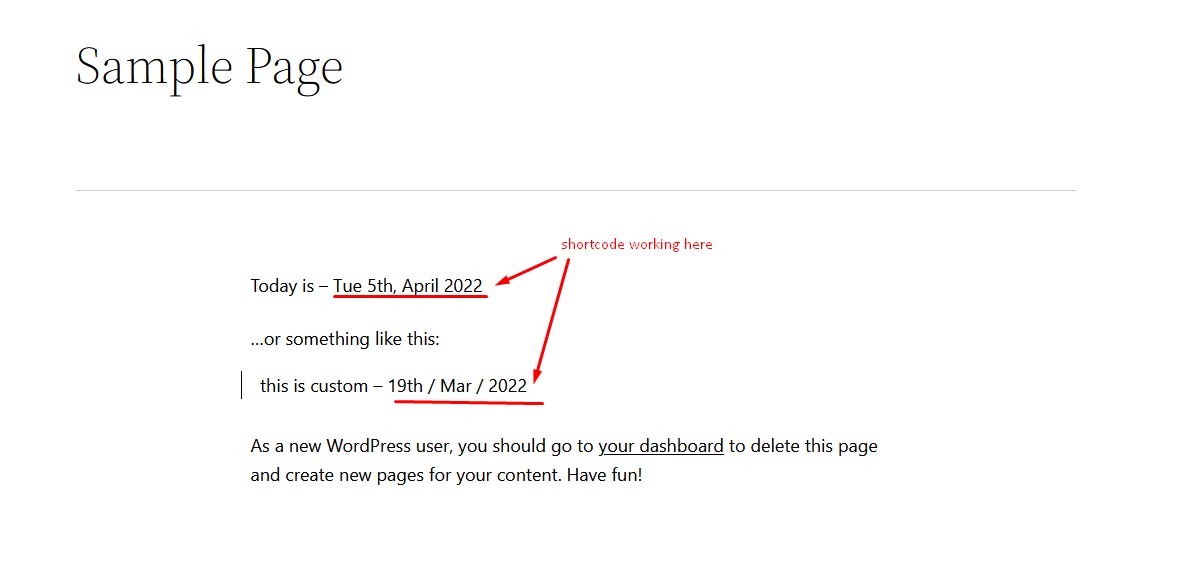 Sample Page
shortcode working here
Today is – Tue 5th, April 2022
…or something like this:
this is custom – 19th / Mar / 2022
As a new WordPress user, you should go to your dashboard to delete this page
and create new pages for your content. Have fun!